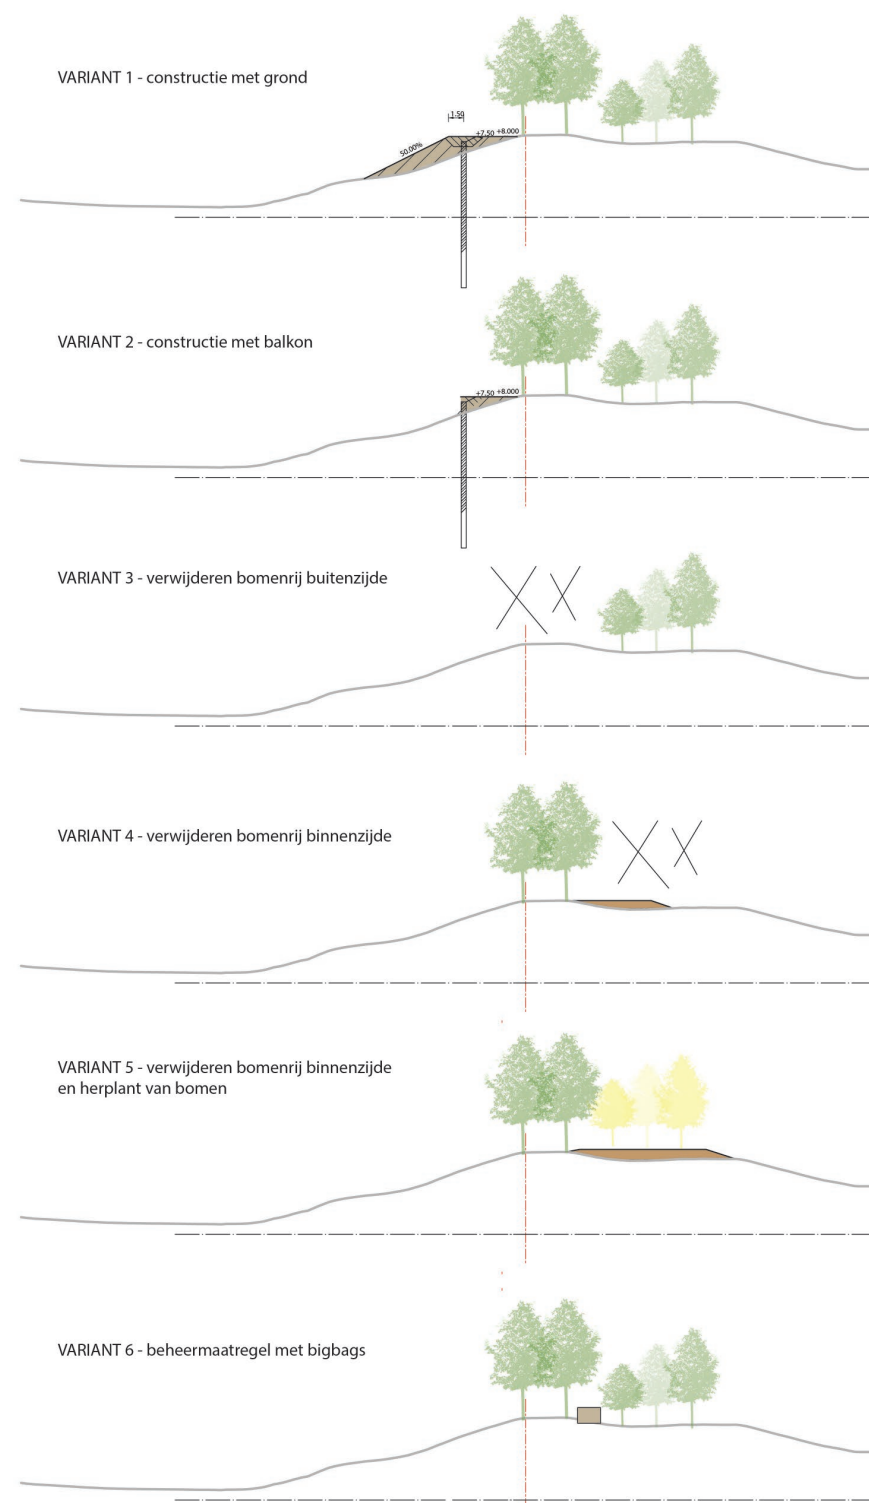 VARIANT 1 - constructie met grond
1.50
+7.50 +8.000
50.00%
VARIANT 2 - constructie met balkon
+7.50 +8.000
VARIANT 3 - verwijderen bomenrij buitenzijde
VARIANT 4 - verwijderen bomenrij binnenzijde
VARIANT 5 - verwijderen bomenrij binnenzijde
en herplant van bomen
VARIANT 6 - beheermaatregel met bigbags